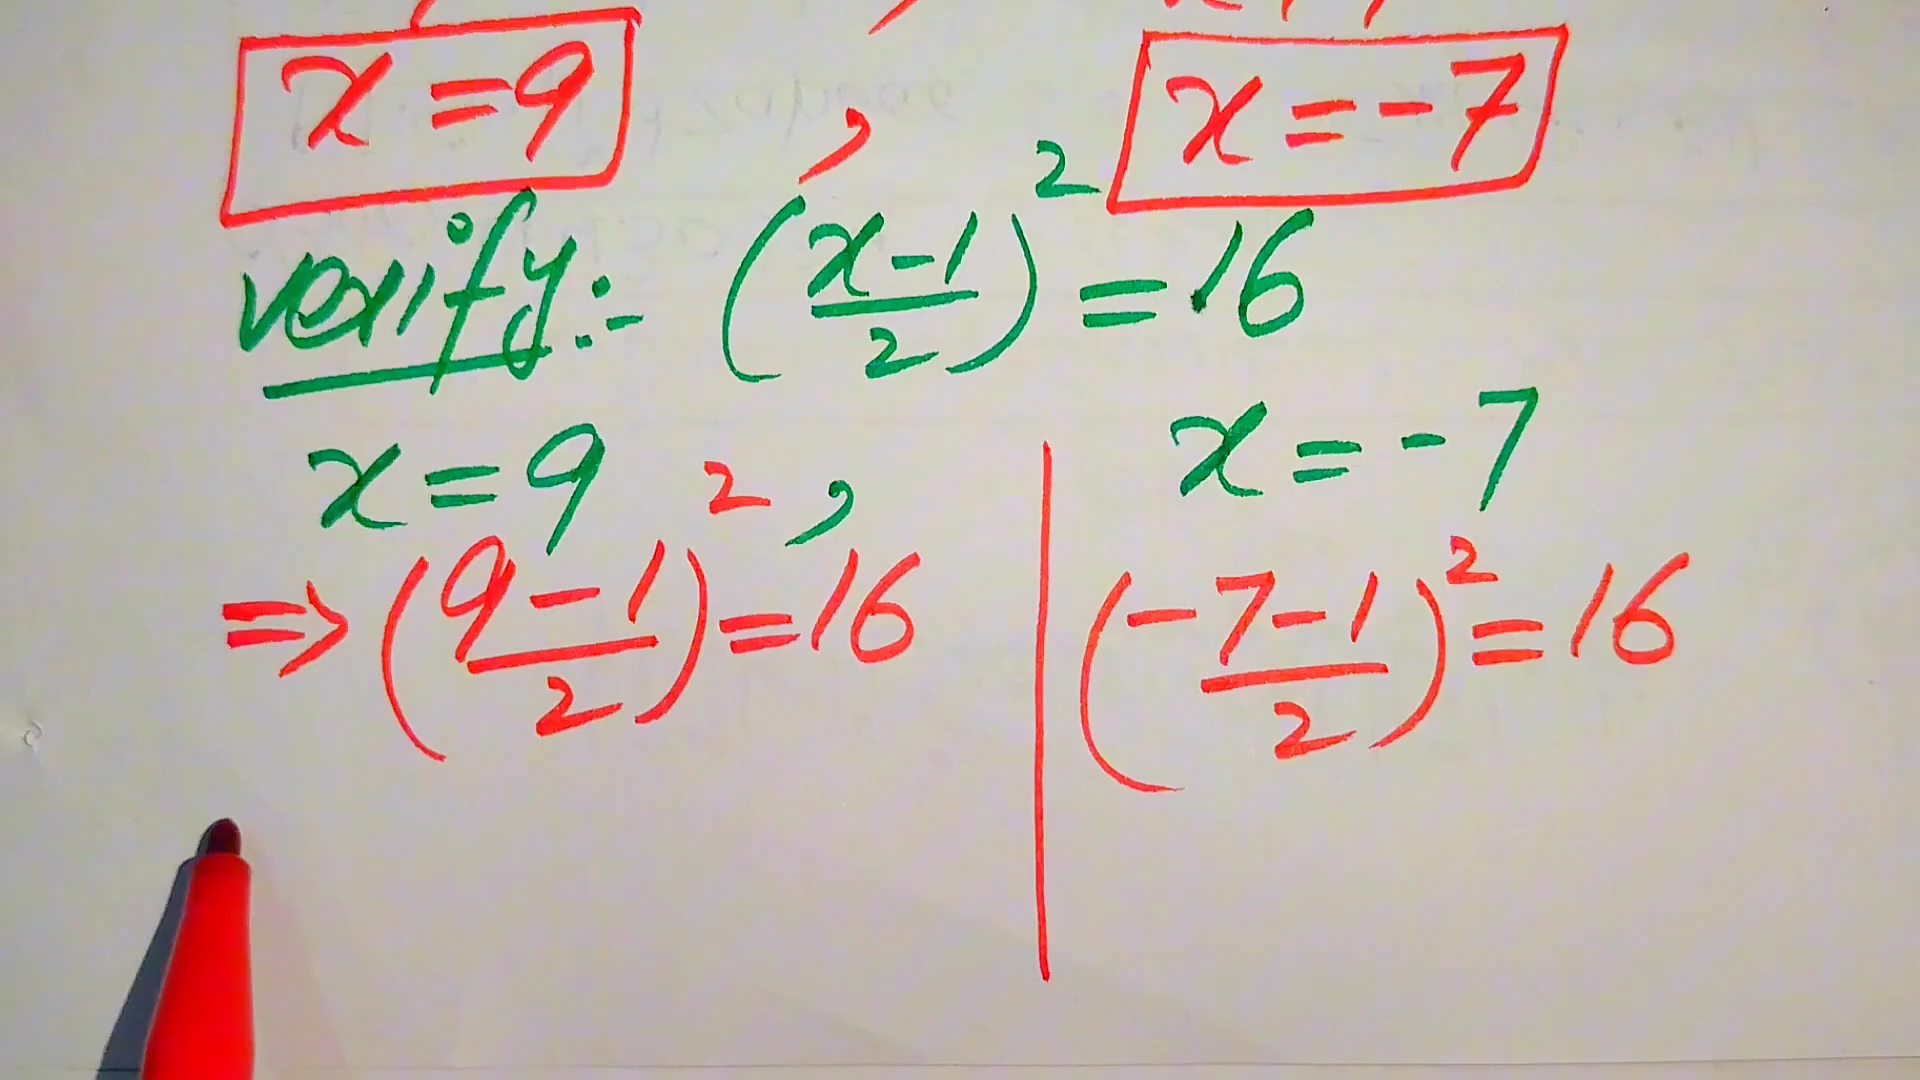 x = 9 , x = -7
verify:- ((x-1)/2)² = 16
x = 9 , x = -7
⇒ ((9-1)/2)² = 16 ((-7-1)/2)² = 16